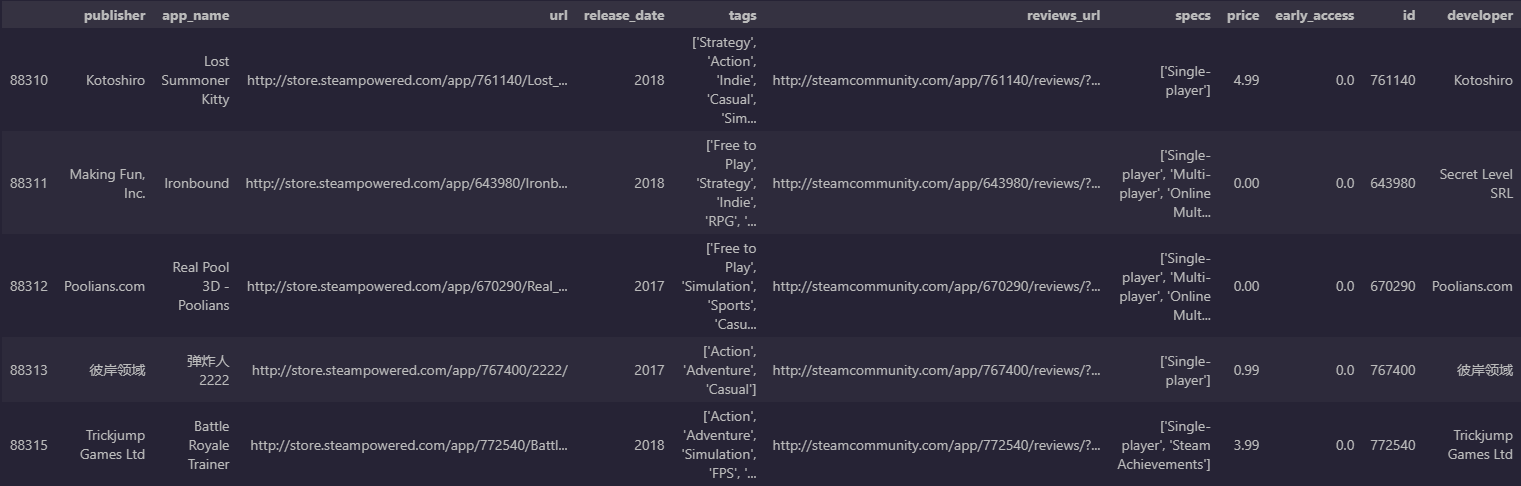 publisher app_name url release_date tags reviews_url specs price early_access id developer
88310 Kotoshiro Lost Summoner Kitty http://store.steampowered.com/app/761140/Lost_... 2018 ['Strategy', 'Action', 'Indie', 'Casual', 'Sim... http://steamcommunity.com/app/761140/reviews/?... ['Single-player'] 4.99 0.0 761140 Kotoshiro
88311 Making Fun, Inc. Ironbound http://store.steampowered.com/app/643980/Ironb... 2018 ['Free to Play', 'Strategy', 'Indie', 'RPG', '... http://steamcommunity.com/app/643980/reviews/?... ['Single-player', 'Multi-player', 'Online Mult... 0.00 0.0 643980 Secret Level SRL
88312 Poolians.com Real Pool 3D - Poolians http://store.steampowered.com/app/670290/Real_... 2017 ['Free to Play', 'Simulation', 'Sports', 'Casu... http://steamcommunity.com/app/670290/reviews/?... ['Single-player', 'Multi-player', 'Online Mult... 0.00 0.0 670290 Poolians.com
88313 彼岸领域 弹炸人2222 http://store.steampowered.com/app/767400/2222/ 2017 ['Action', 'Adventure', 'Casual'] http://steamcommunity.com/app/767400/reviews/?... ['Single-player'] 0.99 0.0 767400 彼岸领域
88315 Trickjump Games Ltd Battle Royale Trainer http://store.steampowered.com/app/772540/Battl... 2018 ['Action', 'Adventure', 'Simulation', 'FPS', '... http://steamcommunity.com/app/772540/reviews/?... ['Single-player', 'Steam Achievements'] 3.99 0.0 772540 Trickjump Games Ltd